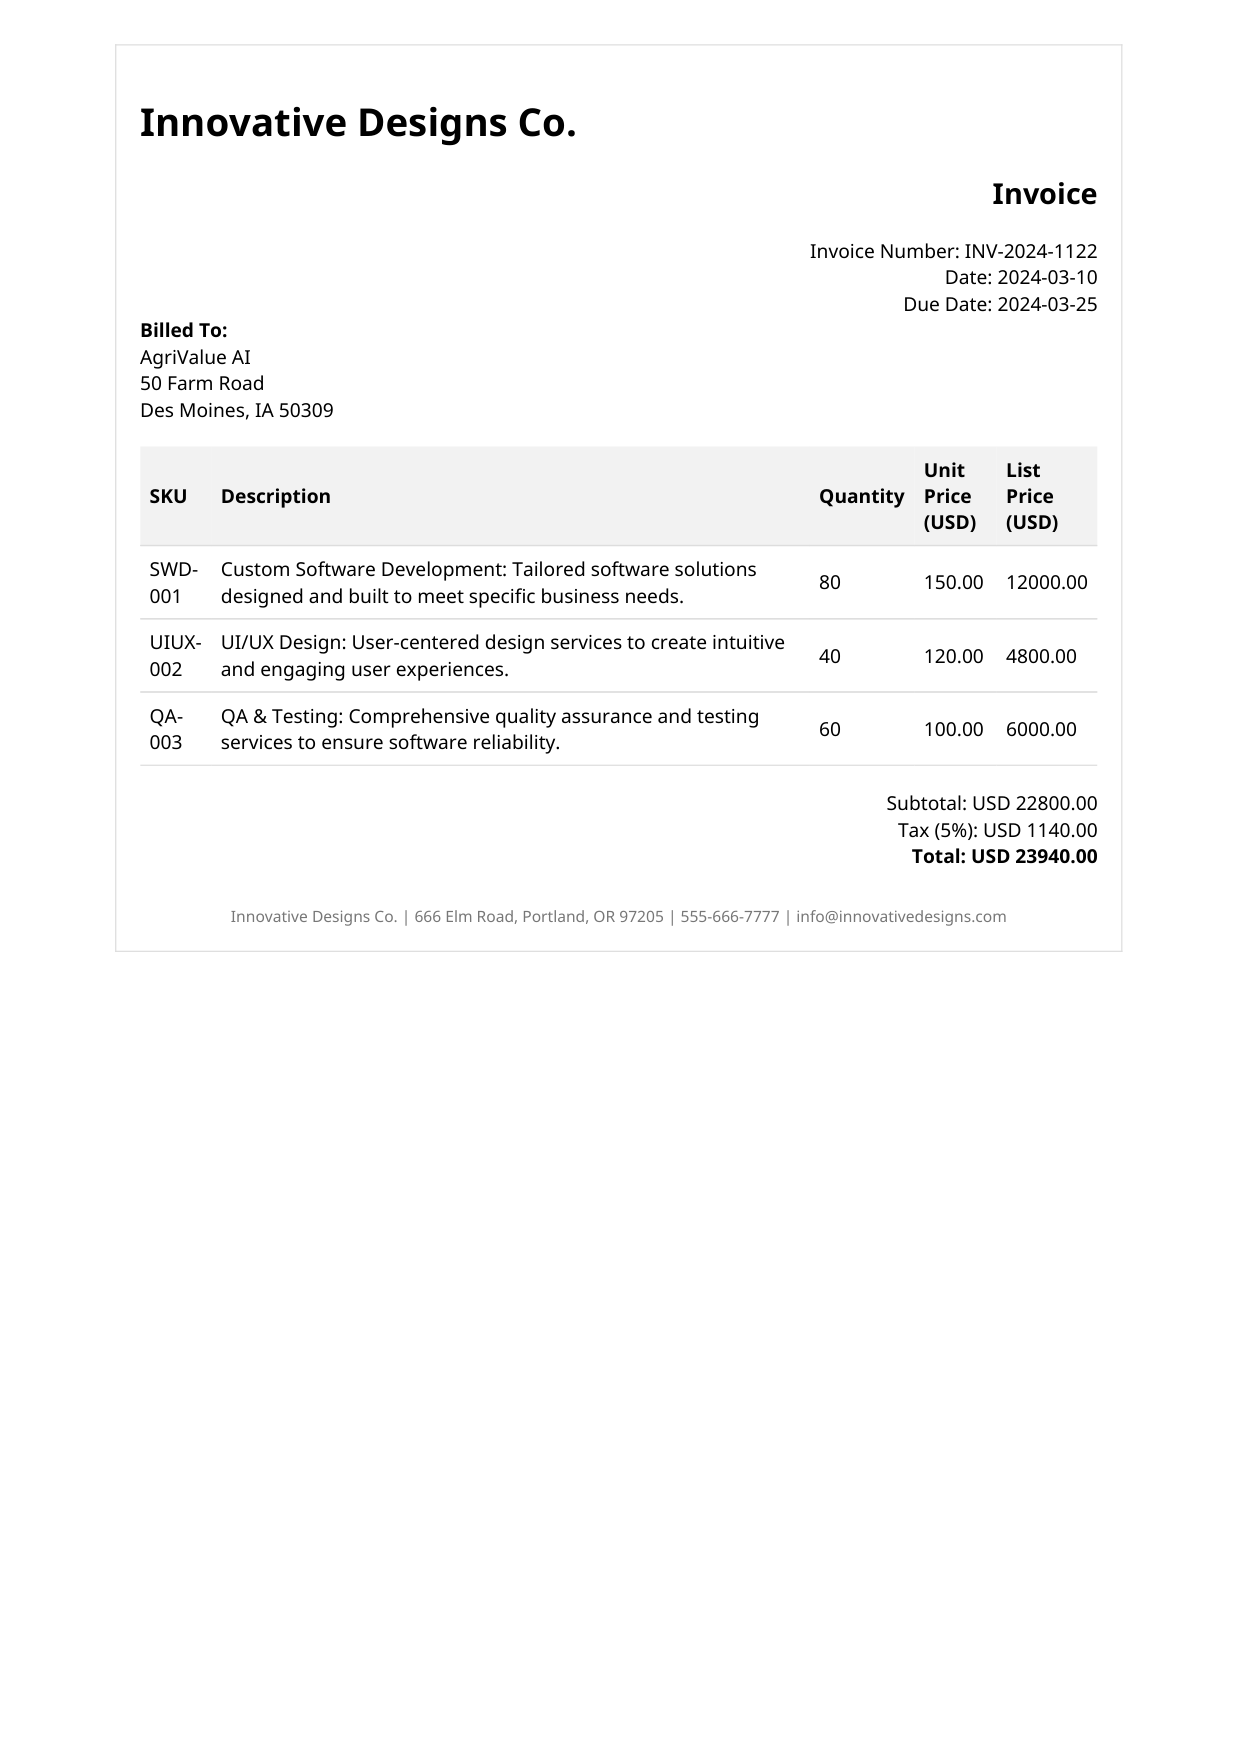 Innovative Designs Co.
Invoice
Invoice Number: INV-2024-1122
Date: 2024-03-10
Due Date: 2024-03-25
Billed To:
AgriValue AI
50 Farm Road
Des Moines, IA 50309
SKU Description Quantity Unit Price (USD) List Price (USD)
SWD-001 Custom Software Development: Tailored software solutions designed and built to meet specific business needs. 80 150.00 12000.00
UIUX-002 UI/UX Design: User-centered design services to create intuitive and engaging user experiences. 40 120.00 4800.00
QA-003 QA & Testing: Comprehensive quality assurance and testing services to ensure software reliability. 60 100.00 6000.00
Subtotal: USD 22800.00
Tax (5%): USD 1140.00
Total: USD 23940.00
Innovative Designs Co. | 666 Elm Road, Portland, OR 97205 | 555-666-7777 | info@innovativedesigns.com